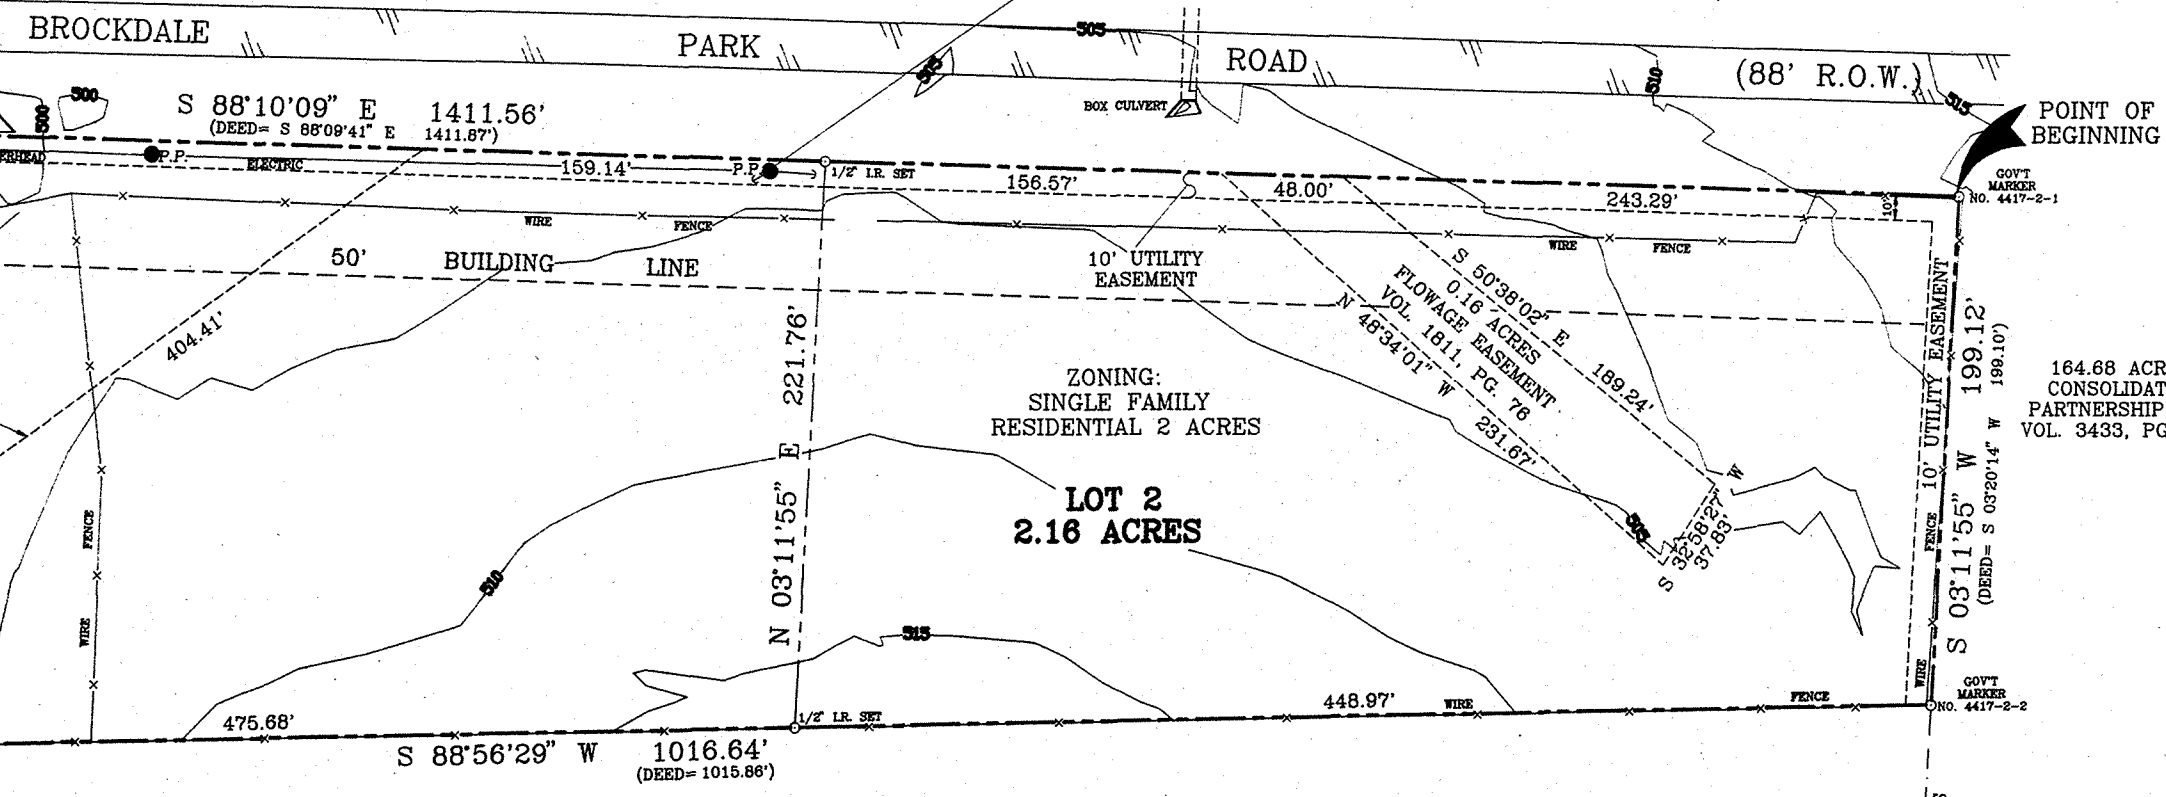 BROCKDALE PARK ROAD (88' R.O.W.)
505
505
510
515
500
500
S 88°10'09" E 1411.56'
(DEED= S 88°09'41" E 1411.87')
BOX CULVERT
POINT OF
BEGINNING
GOV'T
MARKER
NO. 4417-2-1
ERHEAD ELECTRIC
P.P.
P.P.
159.14'
1/2" I.R. SET
156.57'
48.00'
243.29'
10'
WIRE FENCE
WIRE FENCE
50' BUILDING LINE
10' UTILITY
EASEMENT
404.41'
N 03°11'55" E 221.76'
S 50°38'02" E 189.24'
0.16 ACRES
FLOWAGE EASEMENT
VOL. 1811, PG. 76
N 48°34'01" W 231.67'
S 32°58'27" W
37.83'
505
ZONING:
SINGLE FAMILY
RESIDENTIAL 2 ACRES
LOT 2
2.16 ACRES
10' UTILITY EASEMENT
WIRE FENCE
S 03°11'55" W 199.12'
(DEED= S 03°20'14" W 199.10')
164.68 ACR
CONSOLIDAT
PARTNERSHIP
VOL. 3433, PG
WIRE FENCE
510
515
475.68'
1/2" I.R. SET
448.97'
WIRE FENCE
GOV'T
MARKER
NO. 4417-2-2
S 88°56'29" W 1016.64'
(DEED= 1015.86')